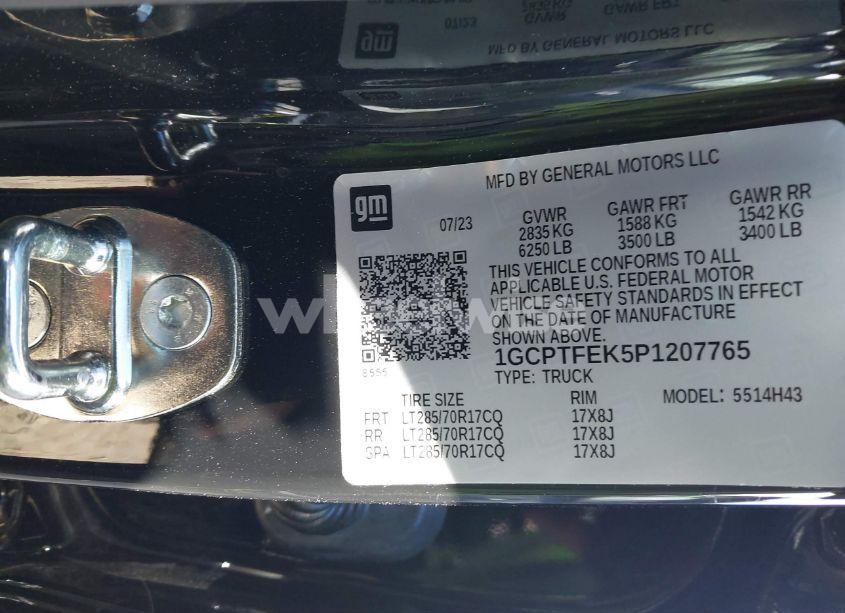 MFD BY GENERAL MOTORS LLC
gm
07/23
GVWR
2835 KG
6250 LB
GAWR FRT
1588 KG
3500 LB
GAWR RR
1542 KG
3400 LB
THIS VEHICLE CONFORMS TO ALL
APPLICABLE U.S. FEDERAL MOTOR
VEHICLE SAFETY STANDARDS IN EFFECT
ON THE DATE OF MANUFACTURE
SHOWN ABOVE.
8555
1GCPTFEK5P1207765
TYPE: TRUCK
MODEL: 5514H43
TIRE SIZE RIM
FRT LT285/70R17CQ 17X8J
RR LT285/70R17CQ 17X8J
SPA LT285/70R17CQ 17X8J